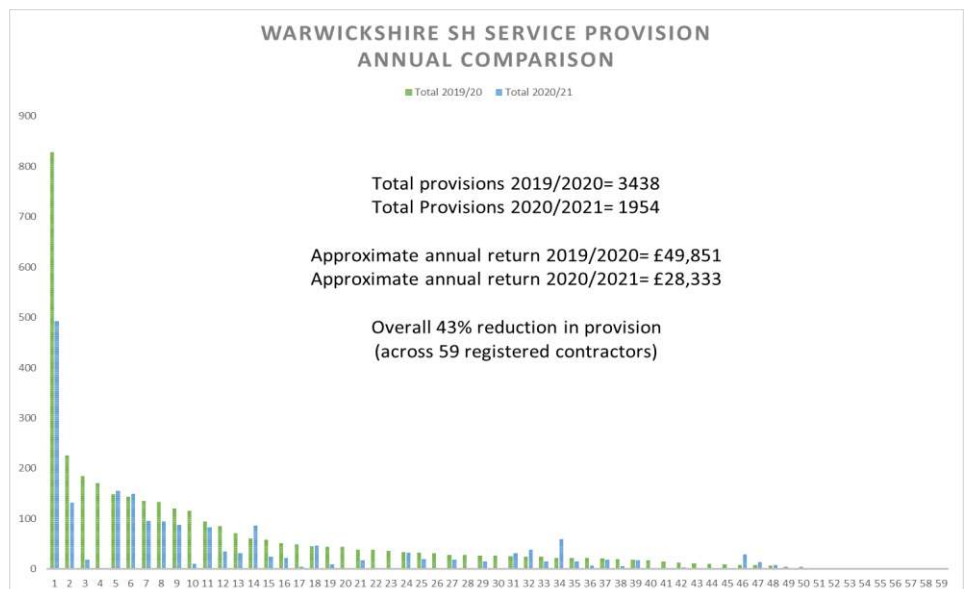 WARWICKSHIRE SH SERVICE PROVISION
ANNUAL COMPARISON
Total 2019/20 Total 2020/21
900
800
Total provisions 2019/2020= 3438
Total Provisions 2020/2021= 1954
700
Approximate annual return 2019/2020= £49,851
600
Approximate annual return 2020/2021= £28,333
500
Overall 43% reduction in provision
(across 59 registered contractors)
400
300
200
100
0
1 2 3 4 5 6 7 8 9 10 11 12 13 14 15 16 17 18 19 20 21 22 23 24 25 26 27 28 29 30 31 32 33 34 35 36 37 38 39 40 41 42 43 44 45 46 47 48 49 50 51 52 53 54 55 56 57 58 59